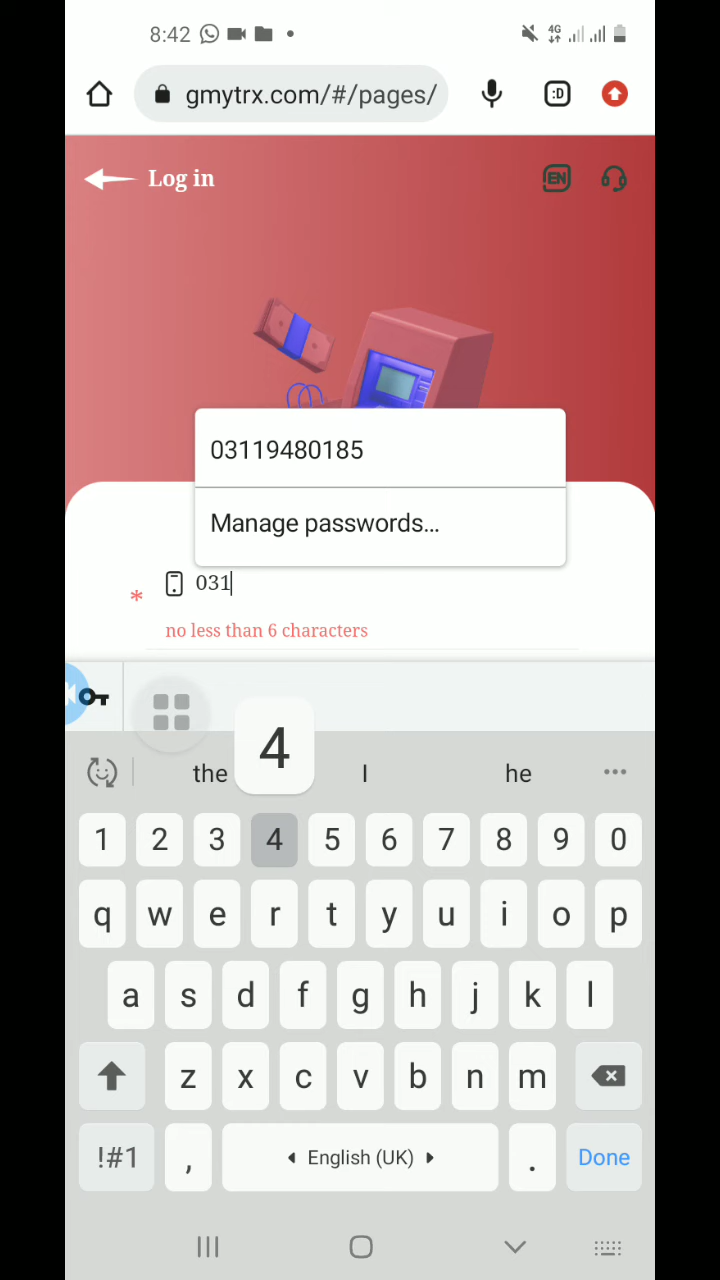 8:42
4G
gmytrx.com/#/pages/
:D
Log in
EN
03119480185
Manage passwords...
* 031
no less than 6 characters
4
the I he
1 2 3 4 5 6 7 8 9 0
q w e r t y u i o p
a s d f g h j k l
z x c v b n m
!#1 , English (UK) . Done